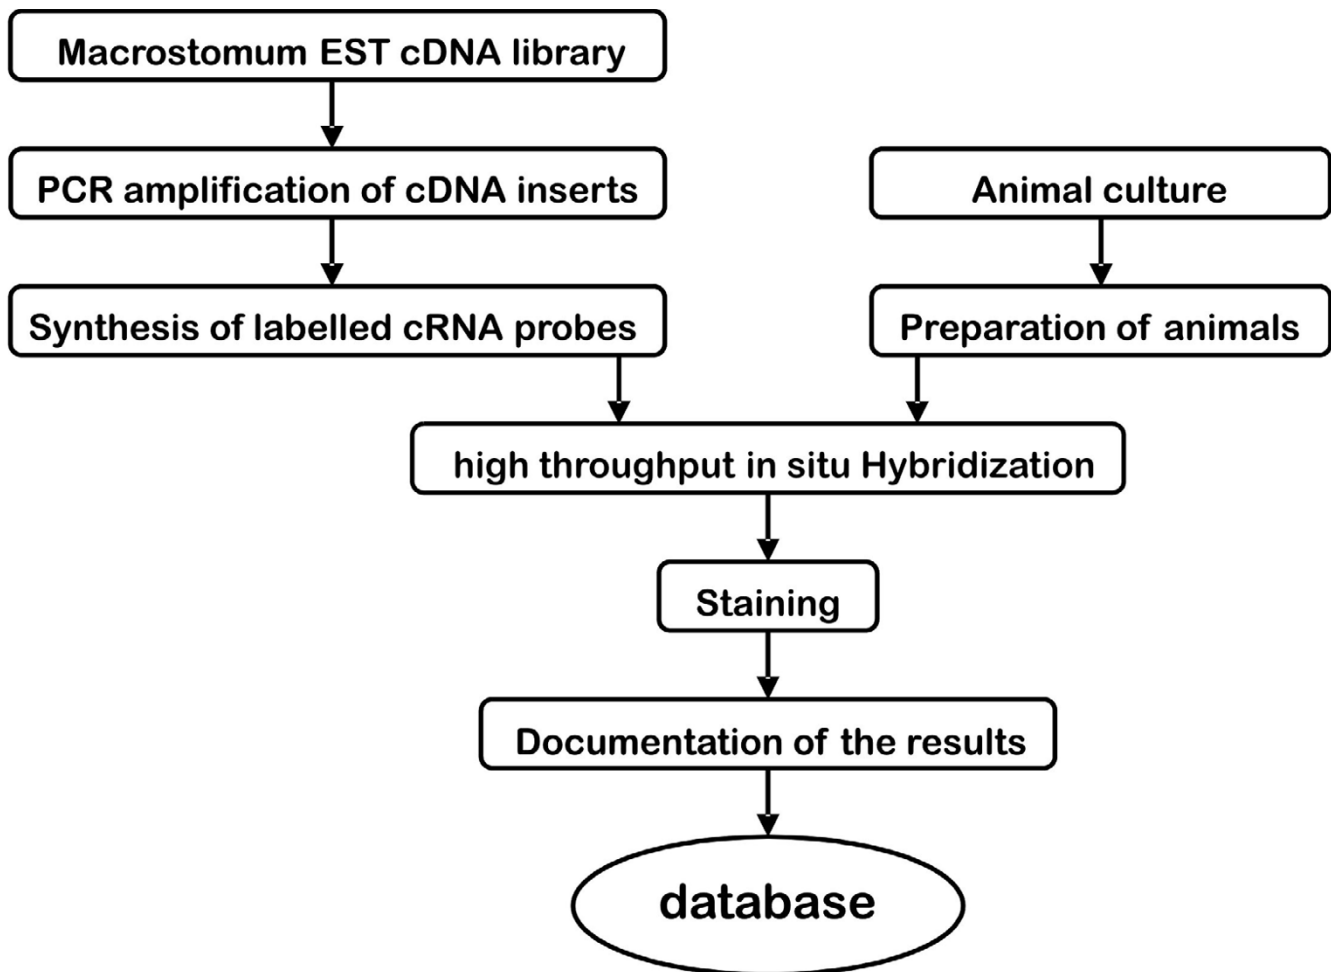 Macrostomum EST cDNA library
PCR amplification of cDNA inserts
Animal culture
Synthesis of labelled cRNA probes
Preparation of animals
high throughput in situ Hybridization
Staining
Documentation of the results
database